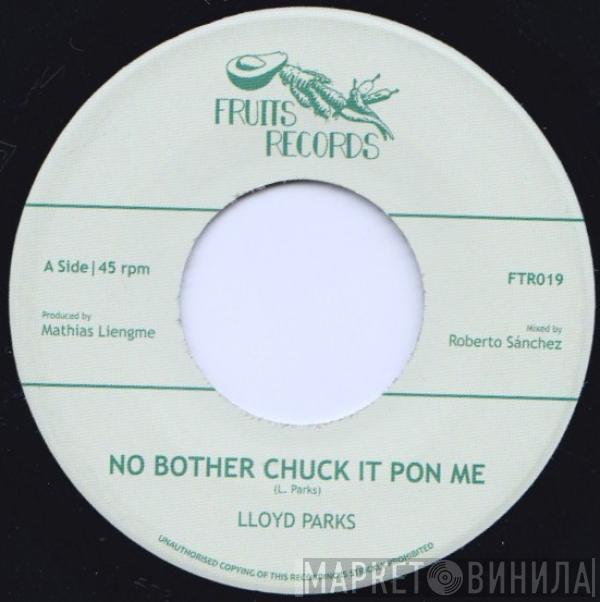 FRUITS
RECORDS
A Side | 45 rpm
FTR019
Produced by
Mathias Liengme
Mixed by
Roberto Sánchez
NO BOTHER CHUCK IT PON ME
(L. Parks)
LLOYD PARKS
UNAUTHORISED COPYING OF THIS RECORDING IS STRICTLY PROHIBITED
МАРКЕТ ВИНИЛА